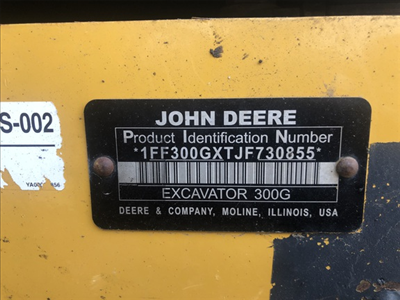 S-002
JOHN DEERE
Product Identification Number
*1FF300GXTJF730855*
EXCAVATOR 300G
DEERE & COMPANY, MOLINE, ILLINOIS, USA